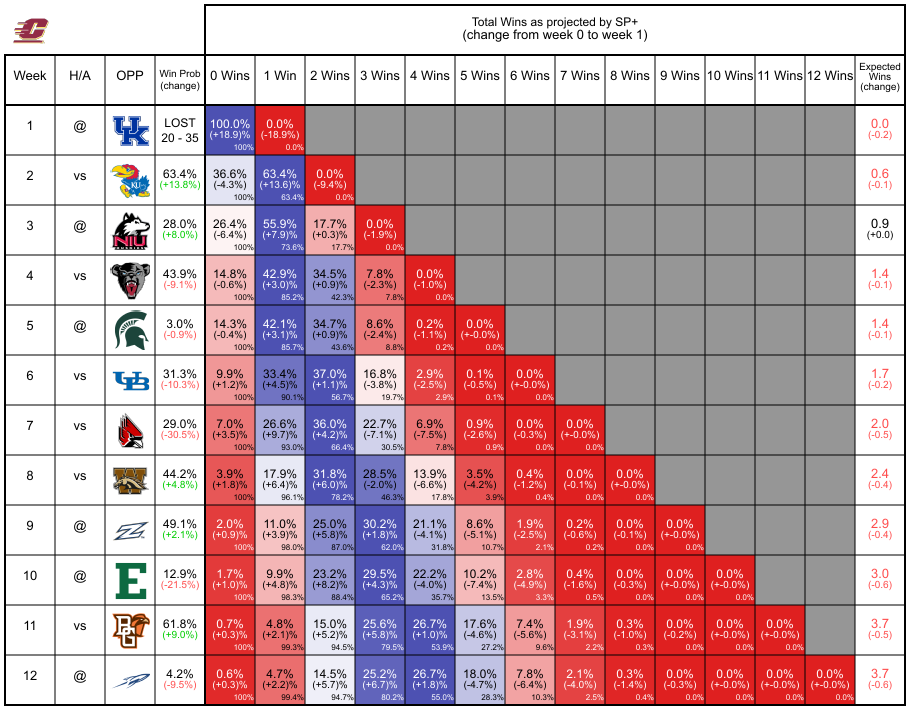 C
Total Wins as projected by SP+
(change from week 0 to week 1)
Week H/A OPP Win Prob (change) 0 Wins 1 Win 2 Wins 3 Wins 4 Wins 5 Wins 6 Wins 7 Wins 8 Wins 9 Wins 10 Wins 11 Wins 12 Wins Expected Wins (change)
1 @ UK LOST 100.0% 0.0% 0.0
20 - 35 (+18.9)% (-18.9%) (-0.2)
100% 0.0%
2 vs KU 63.4% 36.6% 63.4% 0.0% 0.6
(+13.8%) (-4.3%) (+13.6)% (-9.4%) (-0.1)
100% 63.4% 0.0%
3 @ NIU 28.0% 26.4% 55.9% 17.7% 0.0% 0.9
(+8.0%) (-6.4%) (+7.9)% (+0.3)% (-1.9%) (+0.0)
100% 73.6% 17.7% 0.0%
4 vs 43.9% 14.8% 42.9% 34.5% 7.8% 0.0% 1.4
(-9.1%) (-0.6%) (+3.0)% (+0.9)% (-2.3%) (-1.0%) (-0.1)
100% 85.2% 42.3% 7.8% 0.0%
5 @ 3.0% 14.3% 42.1% 34.7% 8.6% 0.2% 0.0% 1.4
(-0.9%) (-0.4%) (+3.1)% (+0.9)% (-2.4%) (-1.1%) (+-0.0%) (-0.1)
100% 85.7% 43.6% 8.8% 0.2% 0.0%
6 vs UB 31.3% 9.9% 33.4% 37.0% 16.8% 2.9% 0.1% 0.0% 1.7
(-10.3%) (+1.2)% (+4.5)% (+1.1)% (-3.8%) (-2.5%) (-0.5%) (+-0.0%) (-0.2)
100% 90.1% 56.7% 19.7% 2.9% 0.1% 0.0%
7 vs 29.0% 7.0% 26.6% 36.0% 22.7% 6.9% 0.9% 0.0% 0.0% 2.0
(-30.5%) (+3.5)% (+9.7)% (+4.2)% (-7.1%) (-7.5%) (-2.6%) (-0.3%) (+-0.0%) (-0.5)
100% 93.0% 66.4% 30.5% 7.8% 0.9% 0.0% 0.0%
8 vs W 44.2% 3.9% 17.9% 31.8% 28.5% 13.9% 3.5% 0.4% 0.0% 0.0% 2.4
(+4.8%) (+1.8)% (+6.4)% (+6.0)% (-2.0%) (-6.6%) (-4.2%) (-1.2%) (-0.1%) (+-0.0%) (-0.4)
100% 96.1% 78.2% 46.3% 17.8% 3.9% 0.4% 0.0% 0.0%
9 @ 49.1% 2.0% 11.0% 25.0% 30.2% 21.1% 8.6% 1.9% 0.2% 0.0% 0.0% 2.9
(+2.1%) (+0.9)% (+3.9)% (+5.8)% (+1.8)% (-4.1%) (-5.1%) (-2.5%) (-0.6%) (-0.1%) (+-0.0%) (-0.4)
100% 98.0% 87.0% 62.0% 31.8% 10.7% 2.1% 0.2% 0.0% 0.0%
10 @ E 12.9% 1.7% 9.9% 23.2% 29.5% 22.2% 10.2% 2.8% 0.4% 0.0% 0.0% 0.0% 3.0
(-21.5%) (+1.0)% (+4.8)% (+8.2)% (+4.3)% (-4.0%) (-7.4%) (-4.9%) (-1.6%) (-0.3%) (+-0.0%) (+-0.0%) (-0.6)
100% 98.3% 88.4% 65.2% 35.7% 13.5% 3.3% 0.5% 0.0% 0.0% 0.0%
11 vs BG 61.8% 0.7% 4.8% 15.0% 25.6% 26.7% 17.6% 7.4% 1.9% 0.3% 0.0% 0.0% 0.0% 3.7
(+9.0%) (+0.3)% (+2.1)% (+5.2)% (+5.8)% (+1.0)% (-4.6%) (-5.6%) (-3.1%) (-1.0%) (-0.2%) (+-0.0%) (+-0.0%) (-0.5)
100% 99.3% 94.5% 79.5% 53.9% 27.2% 9.6% 2.2% 0.3% 0.0% 0.0% 0.0%
12 @ 4.2% 0.6% 4.7% 14.5% 25.2% 26.7% 18.0% 7.8% 2.1% 0.3% 0.0% 0.0% 0.0% 0.0% 3.7
(-9.5%) (+0.3)% (+2.2)% (+5.7)% (+6.7)% (+1.8)% (-4.7%) (-6.4%) (-4.0%) (-1.4%) (-0.3%) (+-0.0%) (+-0.0%) (+-0.0%) (-0.6)
100% 99.4% 94.7% 80.2% 55.0% 28.3% 10.3% 2.5% 0.4% 0.0% 0.0% 0.0% 0.0%